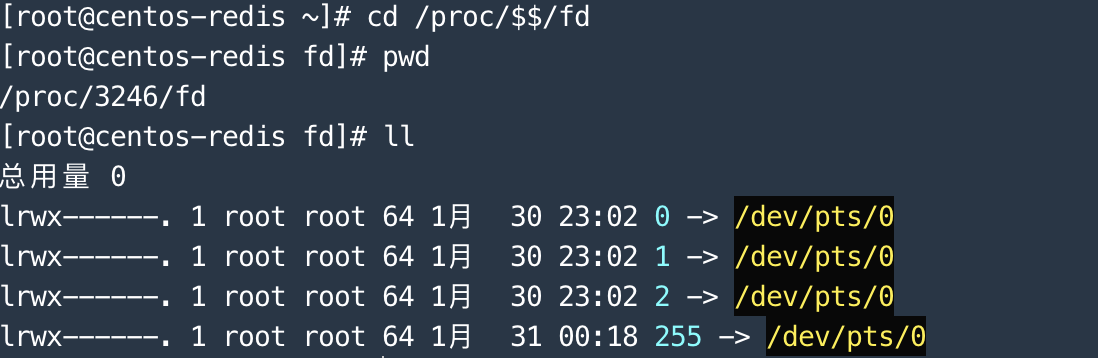 [root@centos-redis ~]# cd /proc/$$/fd
[root@centos-redis fd]# pwd
/proc/3246/fd
[root@centos-redis fd]# ll
总用量 0
lrwx------. 1 root root 64 1月  30 23:02 0 -> /dev/pts/0
lrwx------. 1 root root 64 1月  30 23:02 1 -> /dev/pts/0
lrwx------. 1 root root 64 1月  30 23:02 2 -> /dev/pts/0
lrwx------. 1 root root 64 1月  31 00:18 255 -> /dev/pts/0